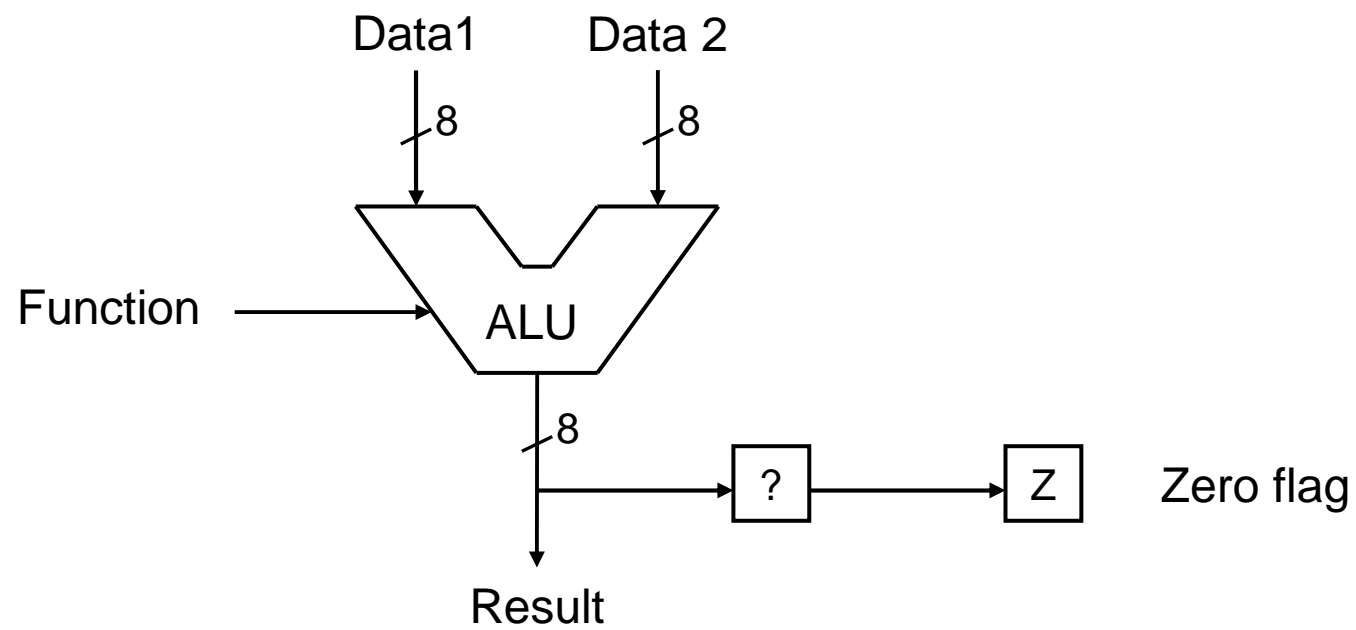 Data1
Data 2
8
8
Function
ALU
8
?
Z
Zero flag
Result